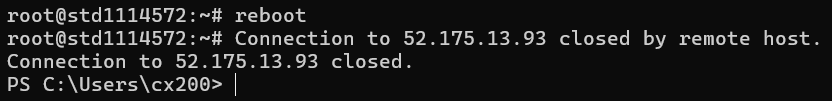 root@std1114572:~# reboot
root@std1114572:~# Connection to 52.175.13.93 closed by remote host.
Connection to 52.175.13.93 closed.
PS C:\Users\cx200>